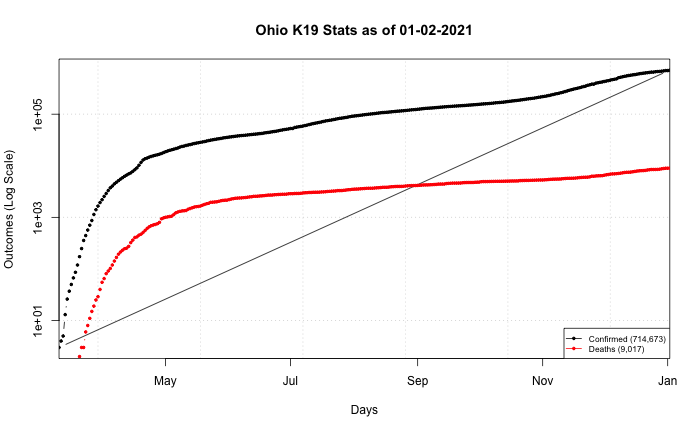 Ohio K19 Stats as of 01-02-2021
Outcomes (Log Scale)
1e+05
1e+03
1e+01
Confirmed (714,673)
Deaths (9,017)
May Jul Sep Nov Jan
Days